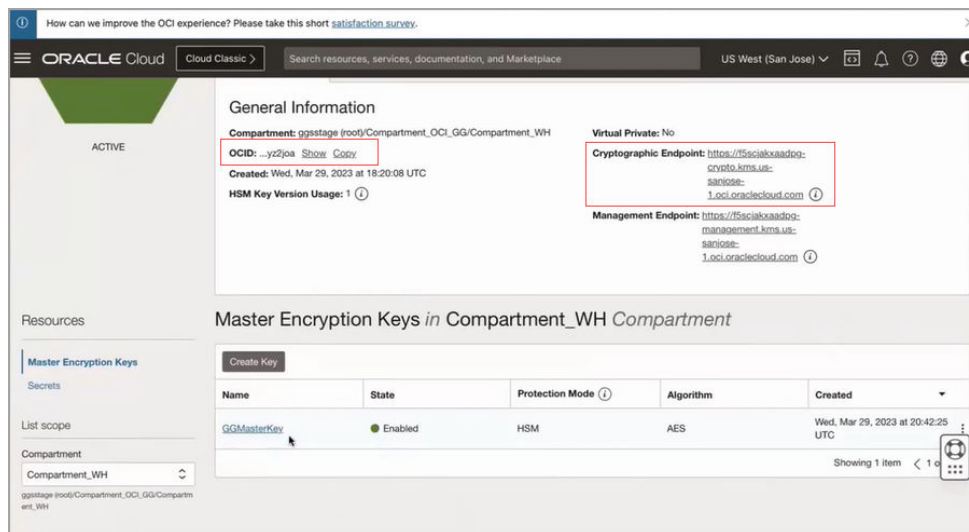 How can we improve the OCI experience? Please take this short satisfaction survey.
ORACLE Cloud
Cloud Classic >
Search resources, services, documentation, and Marketplace
US West (San Jose)
ACTIVE
General Information
Compartment: ggsstage (root)/Compartment_OCI_GG/Compartment_WH
OCID: ...yz2joa Show Copy
Created: Wed, Mar 29, 2023 at 18:20:08 UTC
HSM Key Version Usage: 1
Virtual Private: No
Cryptographic Endpoint: https://f5scjakxaadpg-
crypto.kms.us-
sanjose-
1.oci.oraclecloud.com
Management Endpoint: https://f5scjakxaadpg-
management.kms.us-
sanjose-
1.oci.oraclecloud.com
Resources
Master Encryption Keys
Secrets
List scope
Compartment
Compartment_WH
ggsstage (root)/Compartment_OCI_GG/Compartm
ent_WH
Master Encryption Keys in Compartment_WH Compartment
Create Key
Name State Protection Mode Algorithm Created
GGMasterKey Enabled HSM AES Wed, Mar 29, 2023 at 20:42:25
UTC
Showing 1 item < 1 o